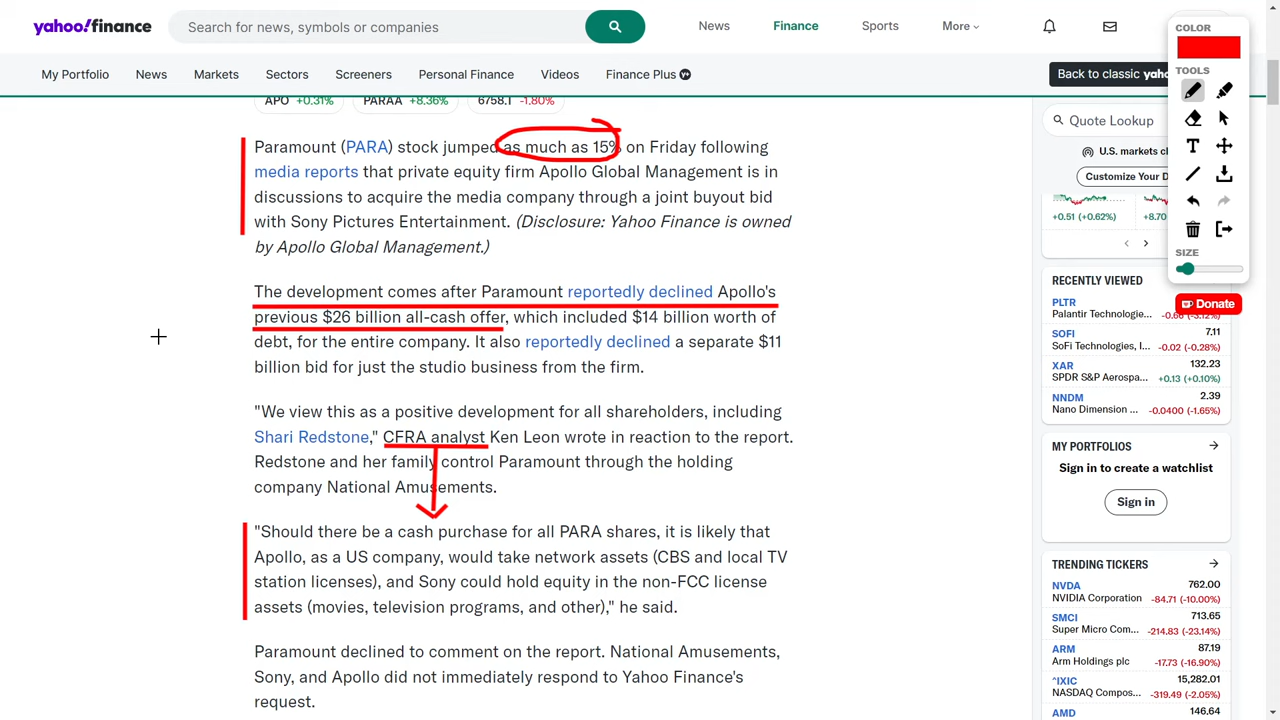 yahoo!finance
Search for news, symbols or companies
News
Finance
Sports
More
COLOR
TOOLS
SIZE
Donate
My Portfolio
News
Markets
Sectors
Screeners
Personal Finance
Videos
Finance Plus
Back to classic
APO +0.31%
PARAA +8.36%
6758.T -1.80%
Paramount (PARA) stock jumped as much as 15% on Friday following
media reports that private equity firm Apollo Global Management is in
discussions to acquire the media company through a joint buyout bid
with Sony Pictures Entertainment. (Disclosure: Yahoo Finance is owned
by Apollo Global Management.)
The development comes after Paramount reportedly declined Apollo's
previous $26 billion all-cash offer, which included $14 billion worth of
debt, for the entire company. It also reportedly declined a separate $11
billion bid for just the studio business from the firm.
"We view this as a positive development for all shareholders, including
Shari Redstone," CFRA analyst Ken Leon wrote in reaction to the report.
Redstone and her family control Paramount through the holding
company National Amusements.
"Should there be a cash purchase for all PARA shares, it is likely that
Apollo, as a US company, would take network assets (CBS and local TV
station licenses), and Sony could hold equity in the non-FCC license
assets (movies, television programs, and other)," he said.
Paramount declined to comment on the report. National Amusements,
Sony, and Apollo did not immediately respond to Yahoo Finance's
request.
Quote Lookup
U.S. markets
Customize Your
+0.51 (+0.62%)
+8.70
RECENTLY VIEWED
PLTR
Palantir Technologie... -0.66 (-3.12%)
SOFI 7.11
SoFi Technologies, I... -0.02 (-0.28%)
XAR 132.23
SPDR S&P Aerospa... +0.13 (+0.10%)
NNDM 2.39
Nano Dimension ... -0.0400 (-1.65%)
MY PORTFOLIOS
Sign in to create a watchlist
Sign in
TRENDING TICKERS
NVDA 762.00
NVIDIA Corporation -84.71 (-10.00%)
SMCI 713.65
Super Micro Com... -214.83 (-23.14%)
ARM 87.19
Arm Holdings plc -17.73 (-16.90%)
^IXIC 15,282.01
NASDAQ Compos... -319.49 (-2.05%)
AMD 146.64